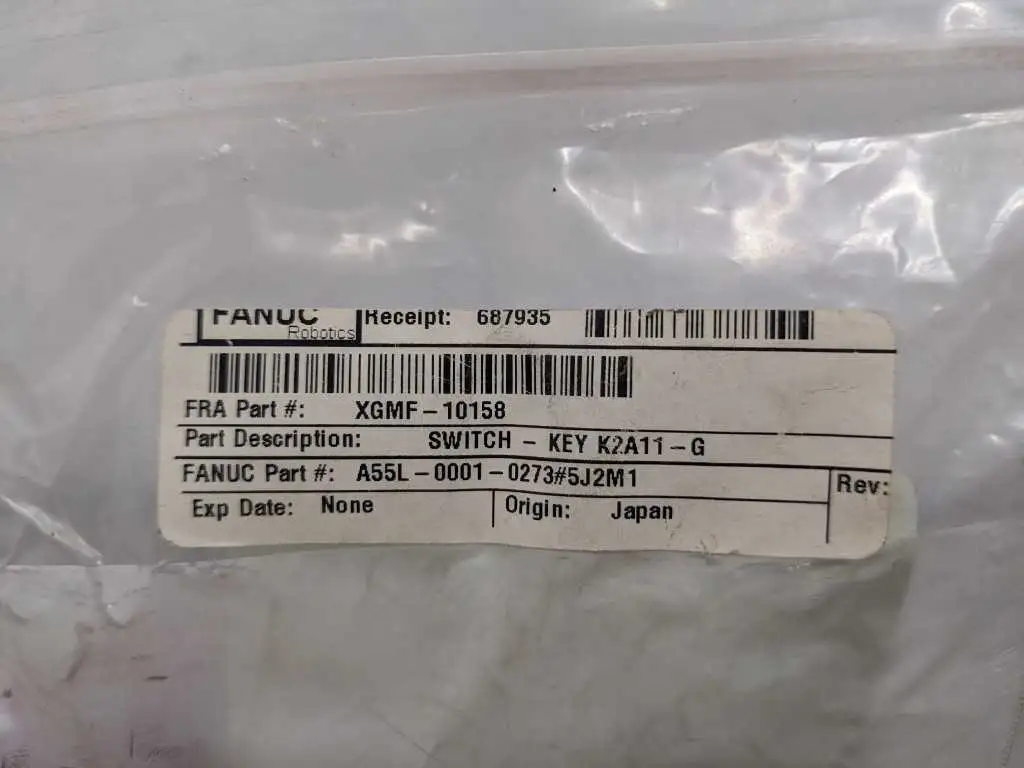 FANUC Receipt: 687935
Robotics
FRA Part #: XGMF-10158
Part Description: SWITCH - KEY K2A11-G
FANUC Part #: A55L-0001-0273#5J2M1 Rev:
Exp Date: None Origin: Japan